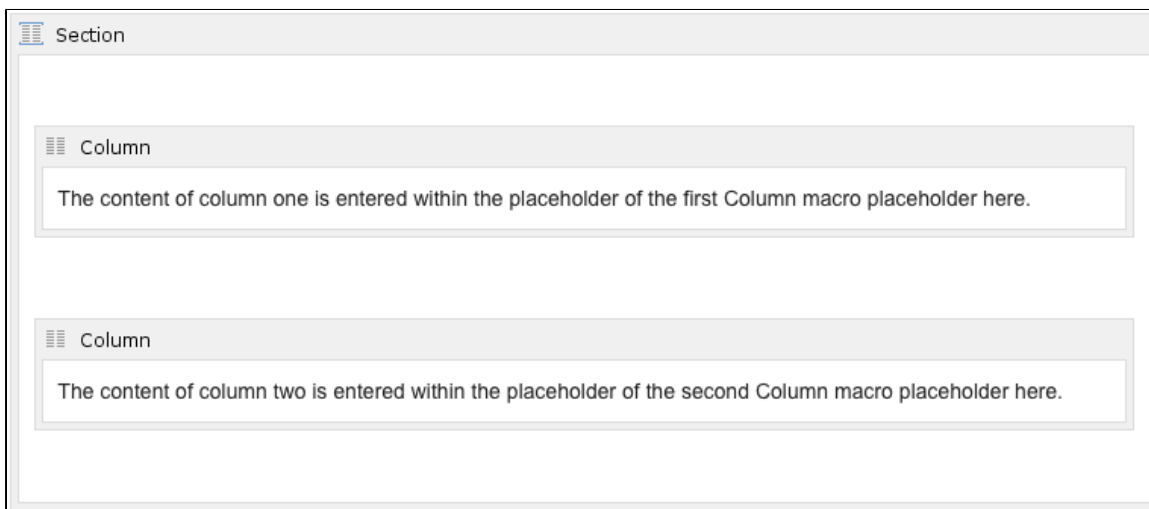 Section
Column
The content of column one is entered within the placeholder of the first Column macro placeholder here.
Column
The content of column two is entered within the placeholder of the second Column macro placeholder here.